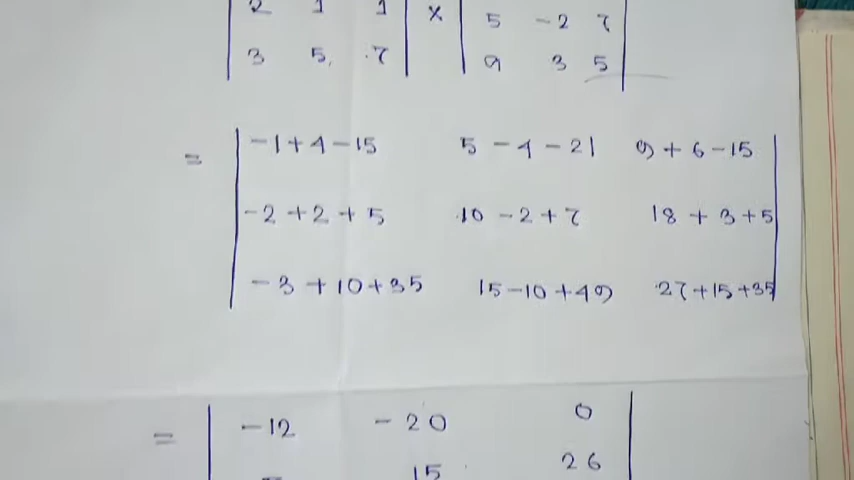 | 2 1 1 | × | 5 -2 7 |
| 3 5 7 | | 9 3 5 |
= | -1+4-15 5-4-21 9+6-15 |
| -2+2+5 10-2+7 18+3+5 |
| -3+10+35 15-10+49 27+15+35 |
= | -12 -20 0 |
| 15 26 |